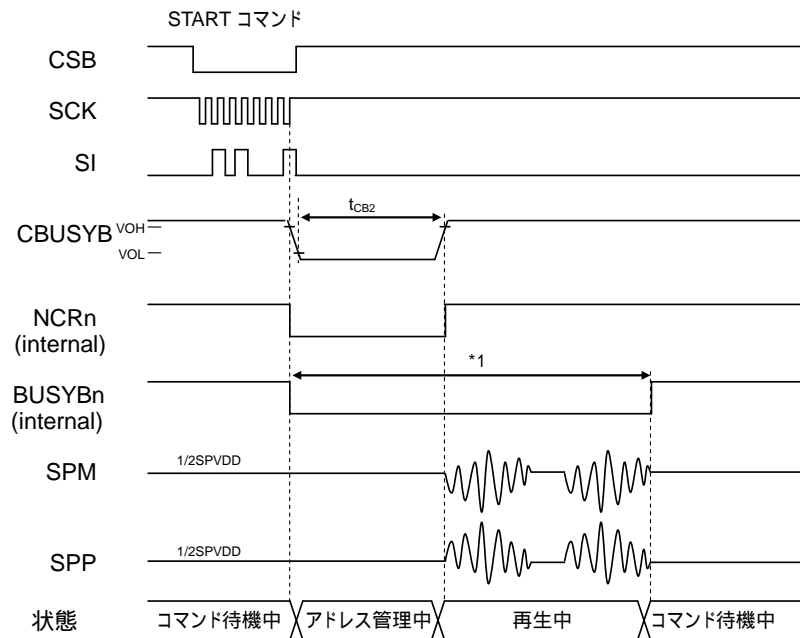 START コマンド
CSB
SCK
SI
tCB2
CBUSYB
VOH
VOL
NCRn
(internal)
*1
BUSYBn
(internal)
SPM
1/2SPVDD
SPP
1/2SPVDD
状態 コマンド待機中 アドレス管理中 再生中 コマンド待機中